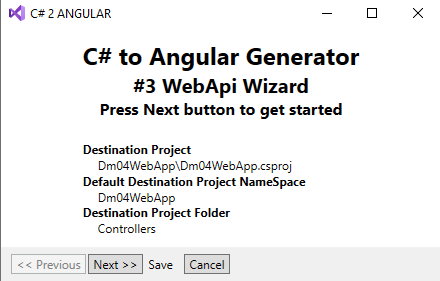 C# 2 ANGULAR
C# to Angular Generator
#3 WebApi Wizard
Press Next button to get started
Destination Project
Dm04WebApp\Dm04WebApp.csproj
Default Destination Project NameSpace
Dm04WebApp
Destination Project Folder
Controllers
<< Previous Next >> Save Cancel